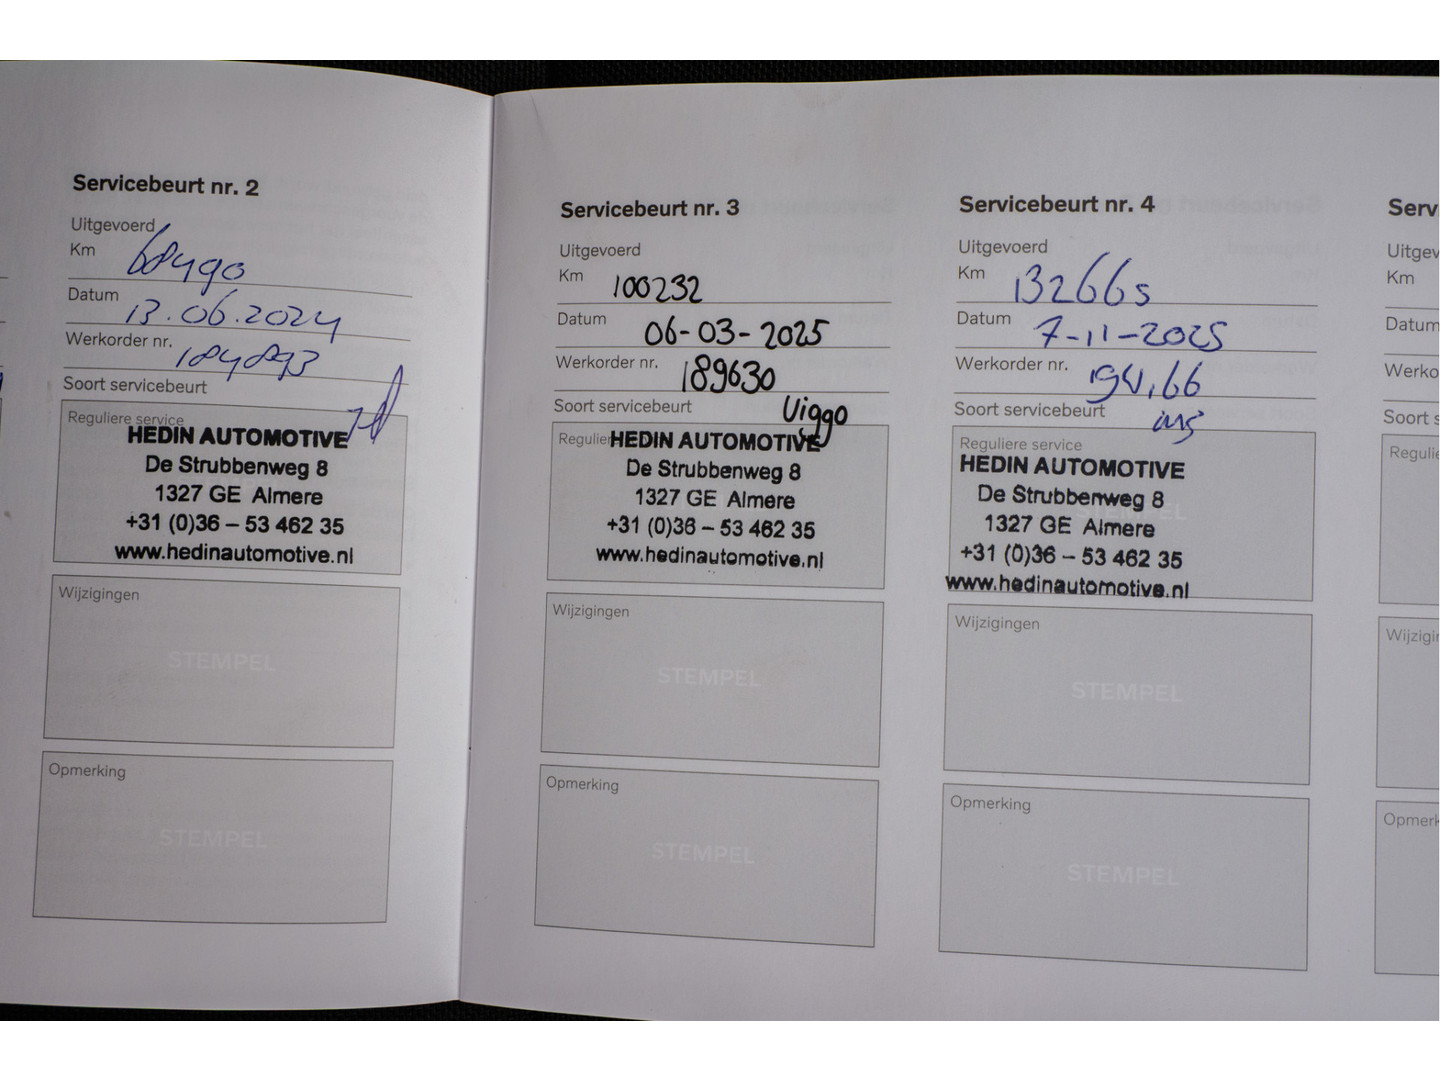 Servicebeurt nr. 2
Uitgevoerd
Km 68490
Datum 13.06.2024
Werkorder nr. 184893
Soort servicebeurt
Reguliere service
HEDIN AUTOMOTIVE
De Strubbenweg 8
1327 GE Almere
+31 (0)36 – 53 462 35
www.hedinautomotive.nl
Wijzigingen
STEMPEL
Opmerking
STEMPEL
Servicebeurt nr. 3
Uitgevoerd
Km 100232
Datum 06-03-2025
Werkorder nr. 189630
Soort servicebeurt Viggo
Regulier
HEDIN AUTOMOTIVE
De Strubbenweg 8
1327 GE Almere
+31 (0)36 – 53 462 35
www.hedinautomotive.nl
Wijzigingen
STEMPEL
Opmerking
STEMPEL
Servicebeurt nr. 4
Uitgevoerd
Km 132665
Datum 7-11-2025
Werkorder nr.
Soort servicebeurt
Reguliere service
HEDIN AUTOMOTIVE
De Strubbenweg 8
STEMPEL
1327 GE Almere
+31 (0)36 – 53 462 35
www.hedinautomotive.nl
Wijzigingen
STEMPEL
Opmerking
STEMPEL
Serv
Uitgev
Km
Datum
Werko
Soort s
Regulie
Wijzigi
Opmerk